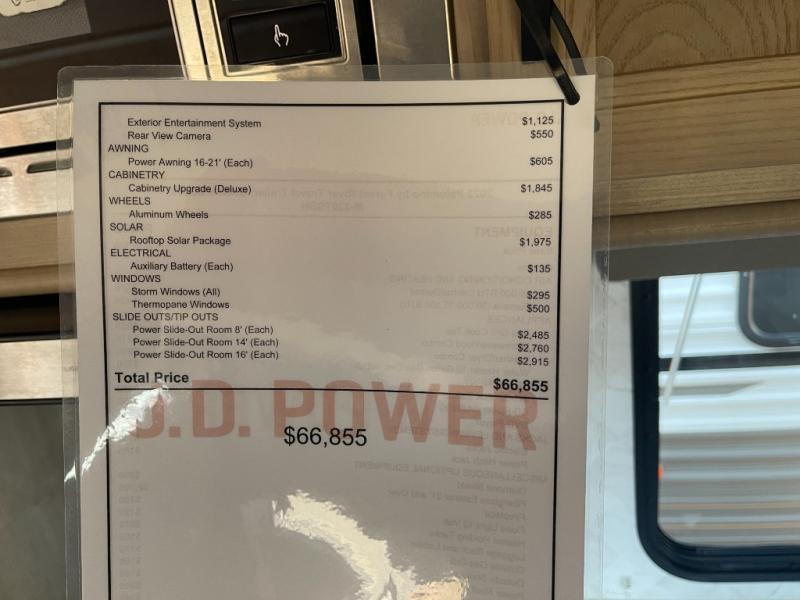 Exterior Entertainment System $1,125
Rear View Camera $550
AWNING
Power Awning 16-21' (Each) $605
CABINETRY
Cabinetry Upgrade (Deluxe) $1,845
WHEELS
Aluminum Wheels $285
SOLAR
Rooftop Solar Package $1,975
ELECTRICAL
Auxiliary Battery (Each) $135
WINDOWS
Storm Windows (All) $295
Thermopane Windows $500
SLIDE OUTS/TIP OUTS
Power Slide-Out Room 8' (Each) $2,485
Power Slide-Out Room 14' (Each) $2,760
Power Slide-Out Room 16' (Each) $2,915
Total Price $66,855
J.D. POWER
$66,855